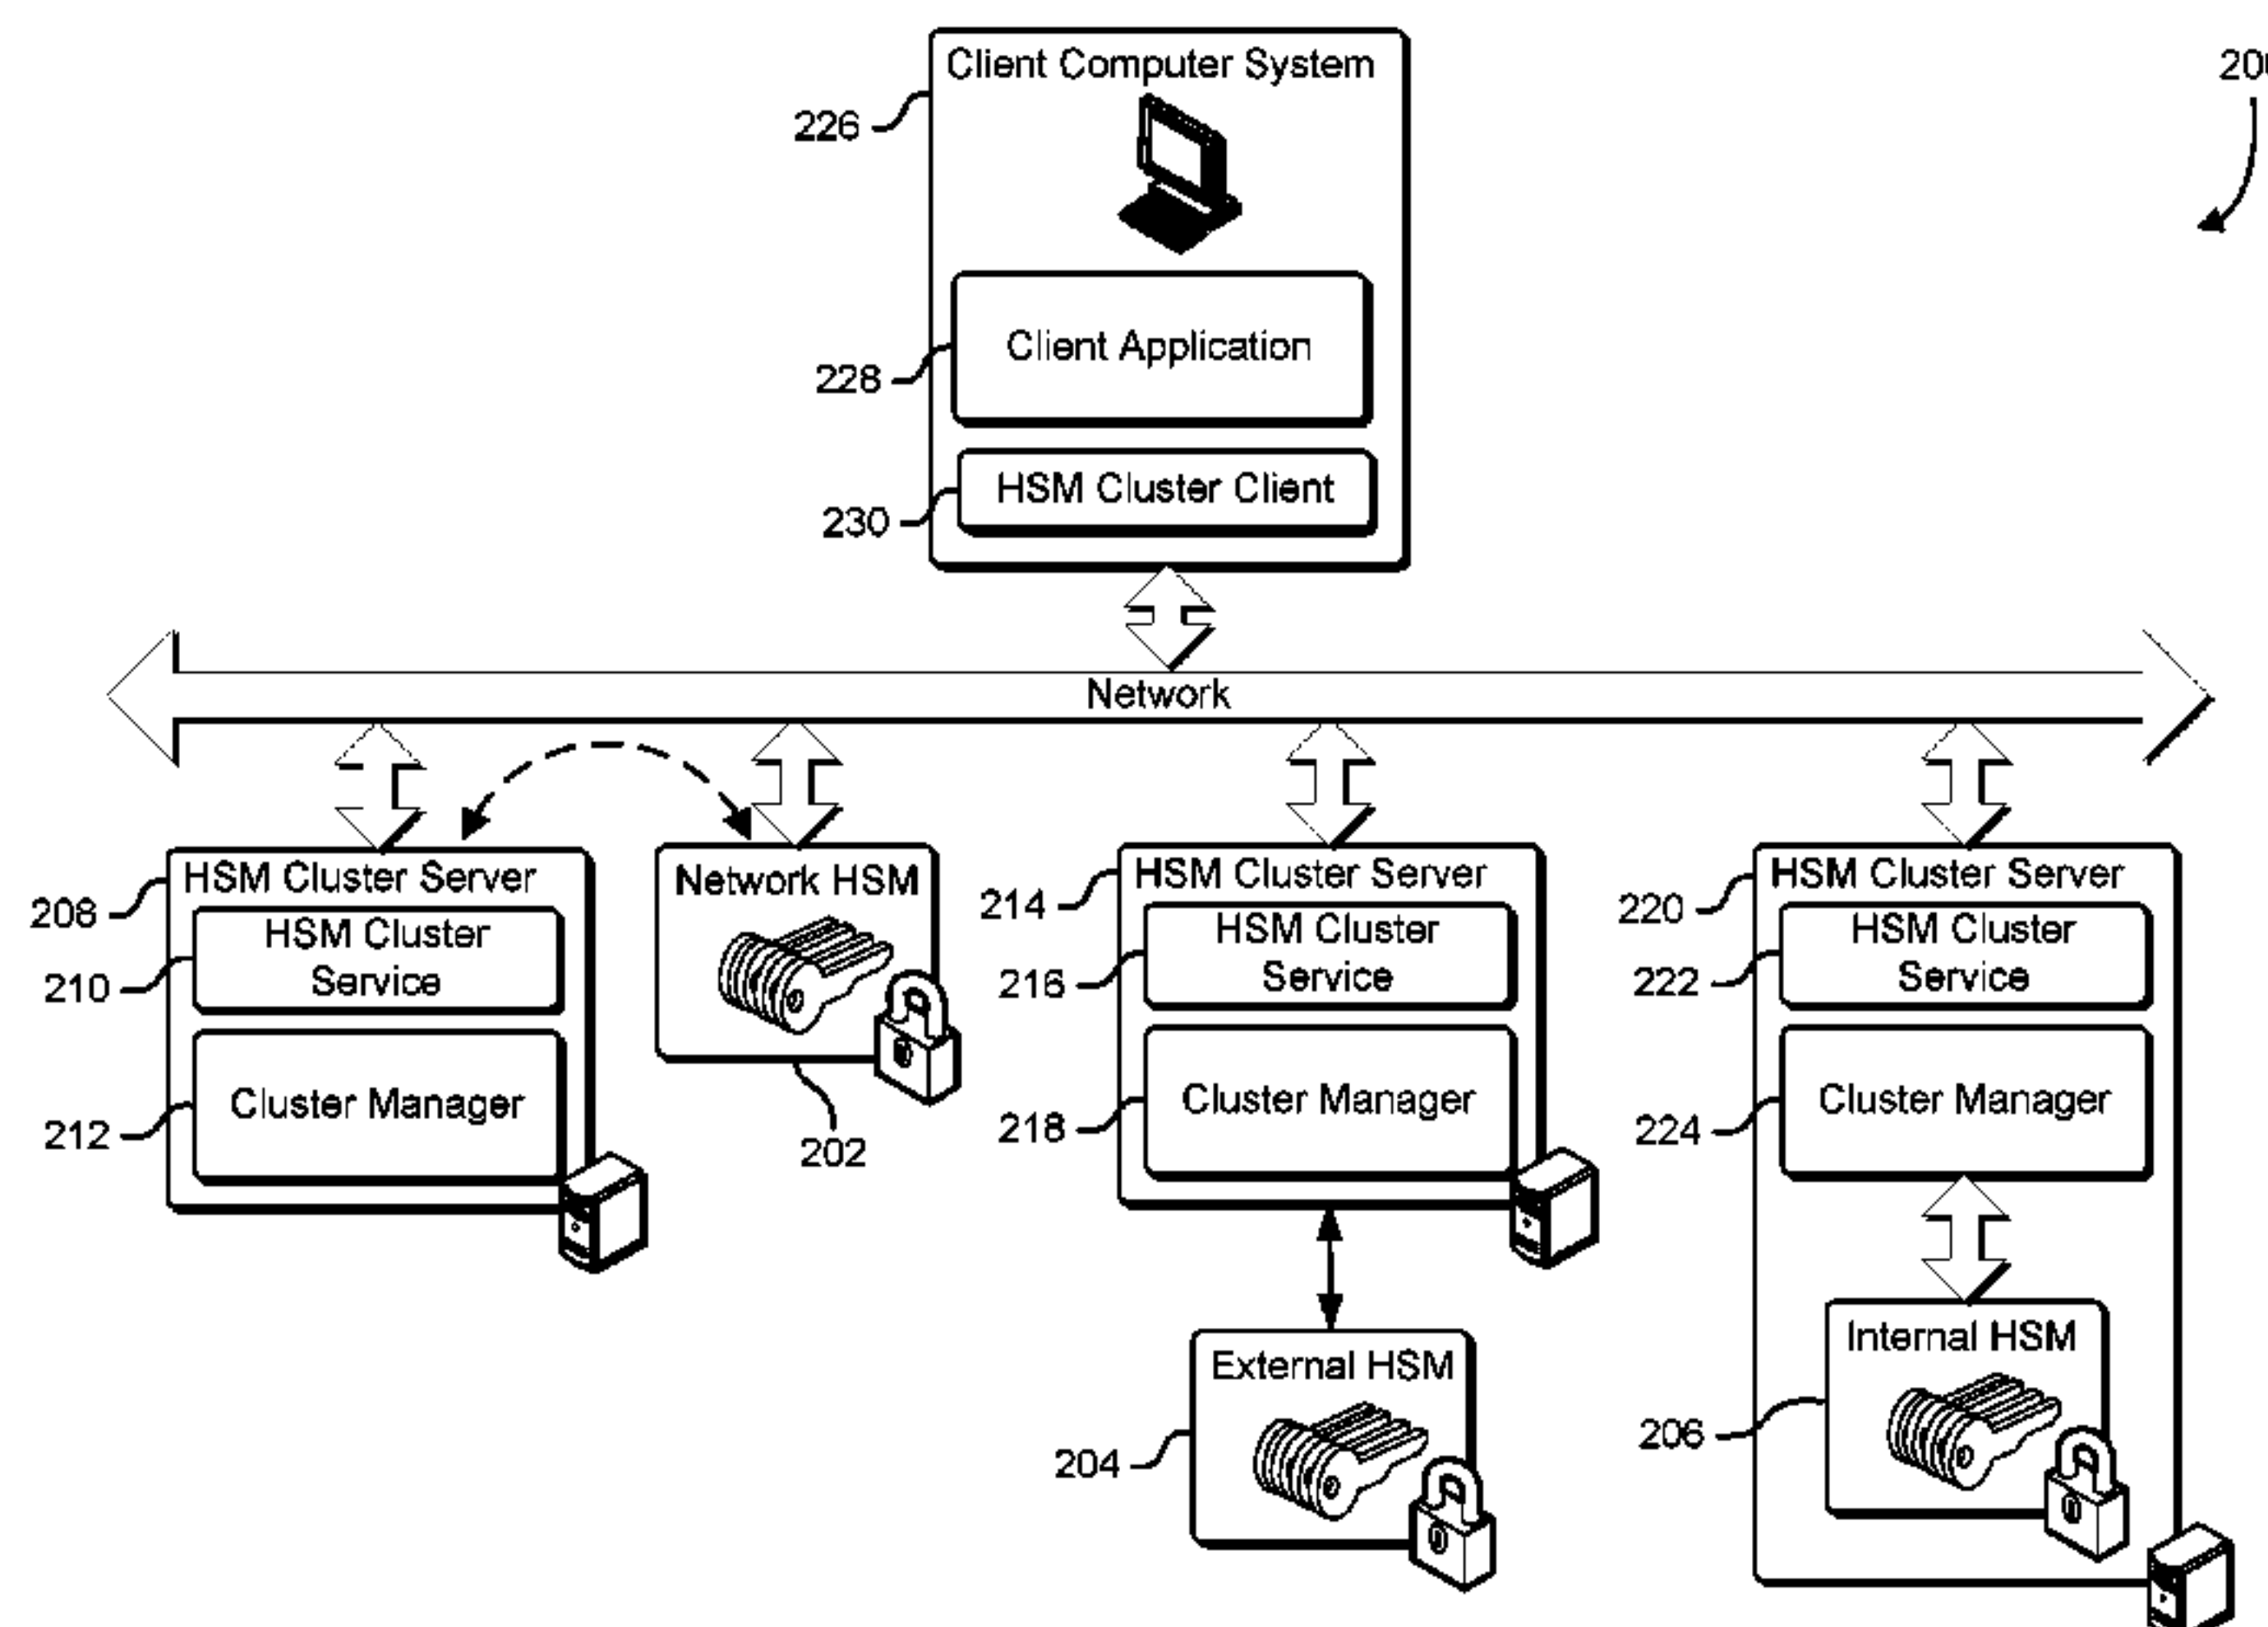 Client Computer System
200
226
Client Application
228
HSM Cluster Client
230
Network
HSM Cluster Server
208
HSM Cluster
Service
210
Cluster Manager
212
Network HSM
202
HSM Cluster Server
214
HSM Cluster
Service
216
Cluster Manager
218
External HSM
204
HSM Cluster Server
220
HSM Cluster
Service
222
Cluster Manager
224
Internal HSM
206